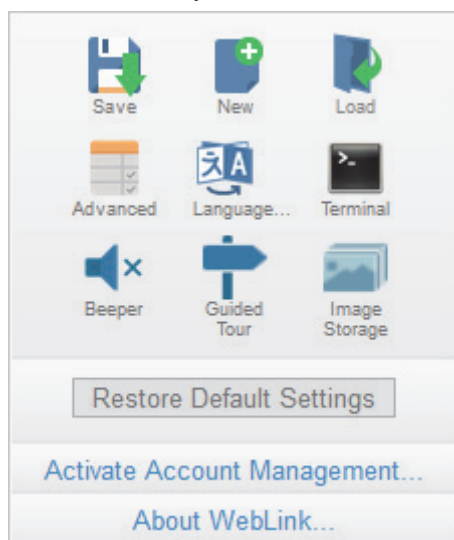 Save New Load
Advanced Language... Terminal
Beeper Guided Image
Tour Storage
Restore Default Settings
Activate Account Management...
About WebLink...